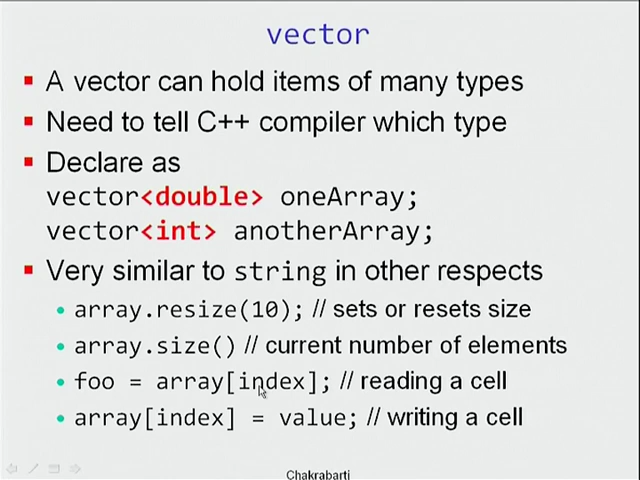 vector
A vector can hold items of many types
Need to tell C++ compiler which type
Declare as
vector<double> oneArray;
vector<int> anotherArray;
Very similar to string in other respects
array.resize(10); // sets or resets size
array.size() // current number of elements
foo = array[index]; // reading a cell
array[index] = value; // writing a cell
Chakrabarti